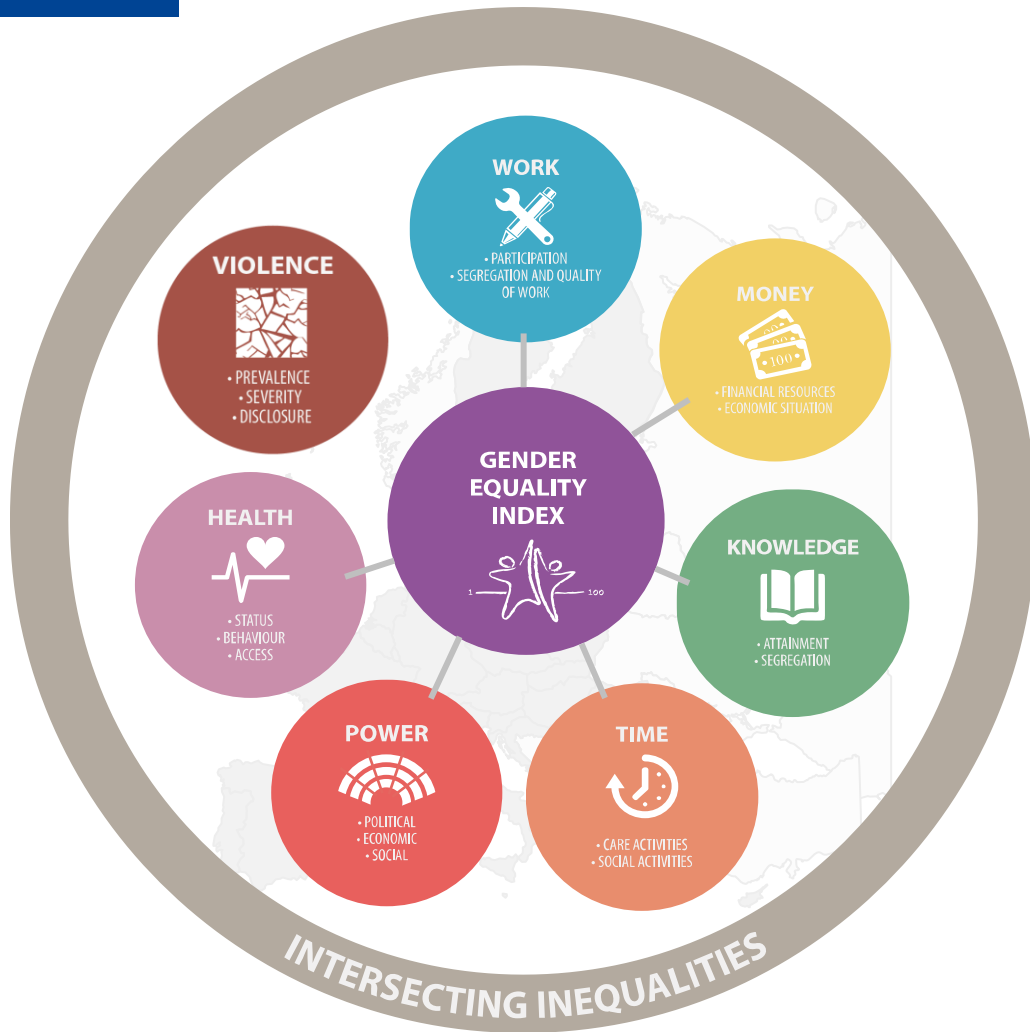 WORK
• PARTICIPATION
• SEGREGATION AND QUALITY
OF WORK
MONEY
100
• FINANCIAL RESOURCES
• ECONOMIC SITUATION
KNOWLEDGE
• ATTAINMENT
• SEGREGATION
TIME
• CARE ACTIVITIES
• SOCIAL ACTIVITIES
POWER
• POLITICAL
• ECONOMIC
• SOCIAL
HEALTH
• STATUS
• BEHAVIOUR
• ACCESS
VIOLENCE
• PREVALENCE
• SEVERITY
• DISCLOSURE
GENDER
EQUALITY
INDEX
1 100
INTERSECTING INEQUALITIES